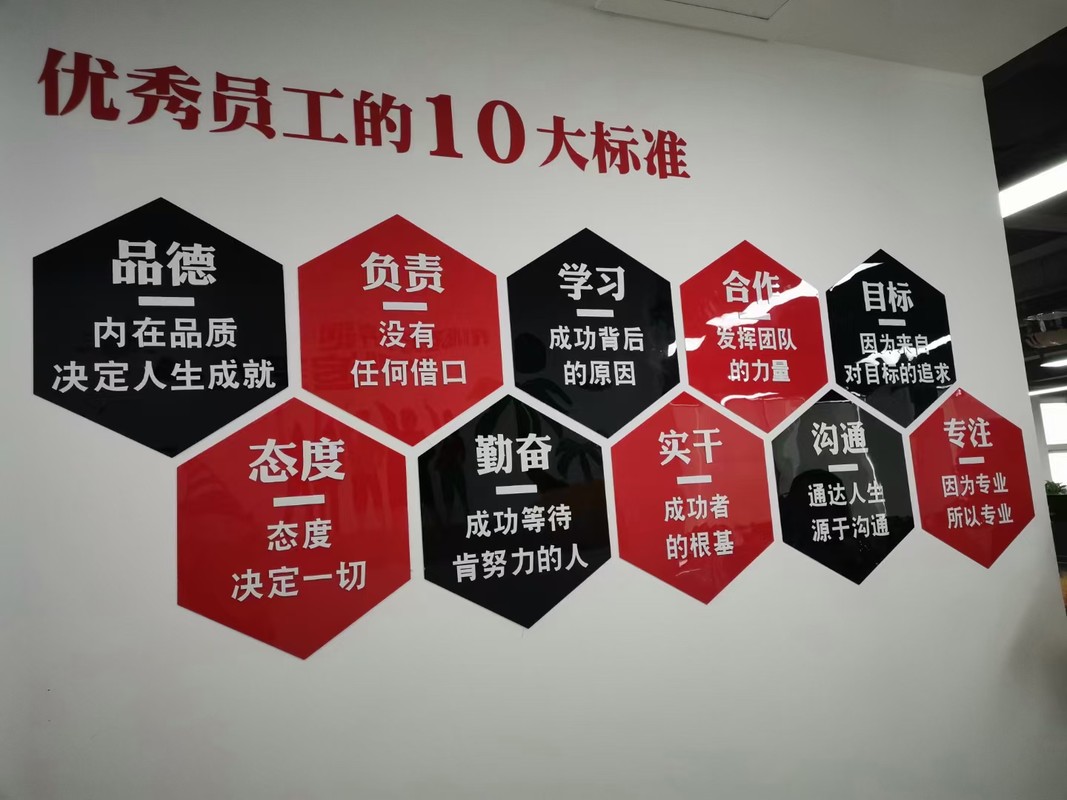 优秀员工的10大标准
品德
内在品质
决定人生成就
负责
没有
任何借口
学习
成功背后
的原因
合作
发挥团队
的力量
目标
因为来自
对目标的追求
态度
态度
决定一切
勤奋
成功等待
肯努力的人
实干
成功者
的根基
沟通
通达人生
源于沟通
专注
因为专业
所以专业